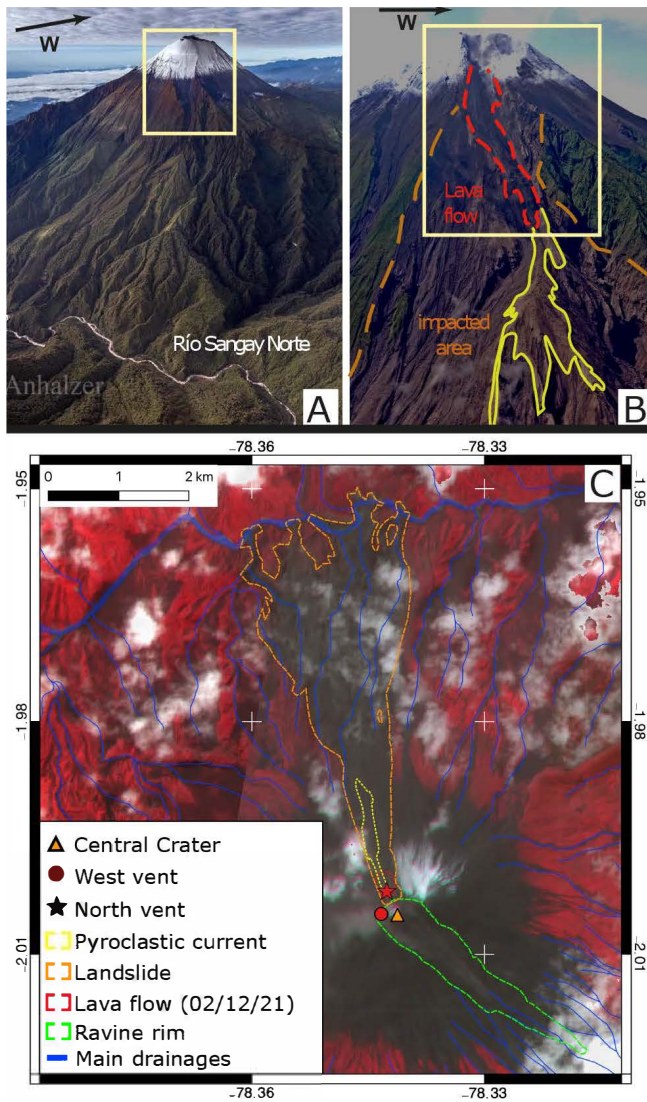 W
Río Sangay Norte
Anhalzer
A
W
Lava
flow
impacted
area
B
−78.36
−78.33
0 1 2 km
C
−1.95
−1.95
−1.98
−1.98
Central Crater
West vent
North vent
Pyroclastic current
Landslide
Lava flow (02/12/21)
Ravine rim
Main drainages
−2.01
−2.01
−78.36
−78.33